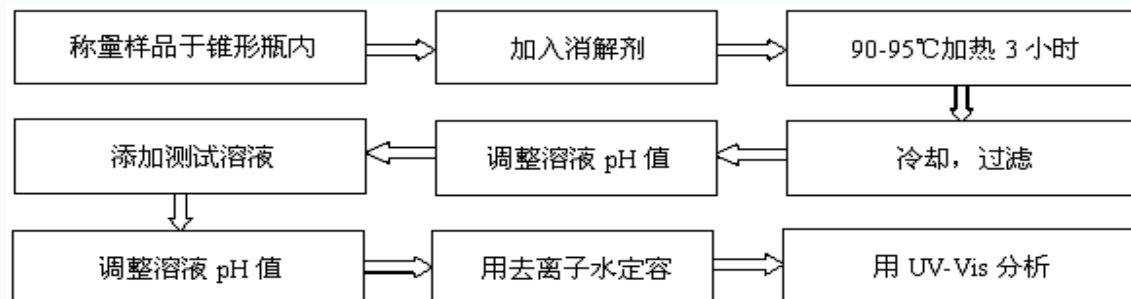 称量样品于锥形瓶内
加入消解剂
90-95℃加热 3 小时
冷却，过滤
调整溶液 pH 值
添加测试溶液
调整溶液 pH 值
用去离子水定容
用 UV-Vis 分析